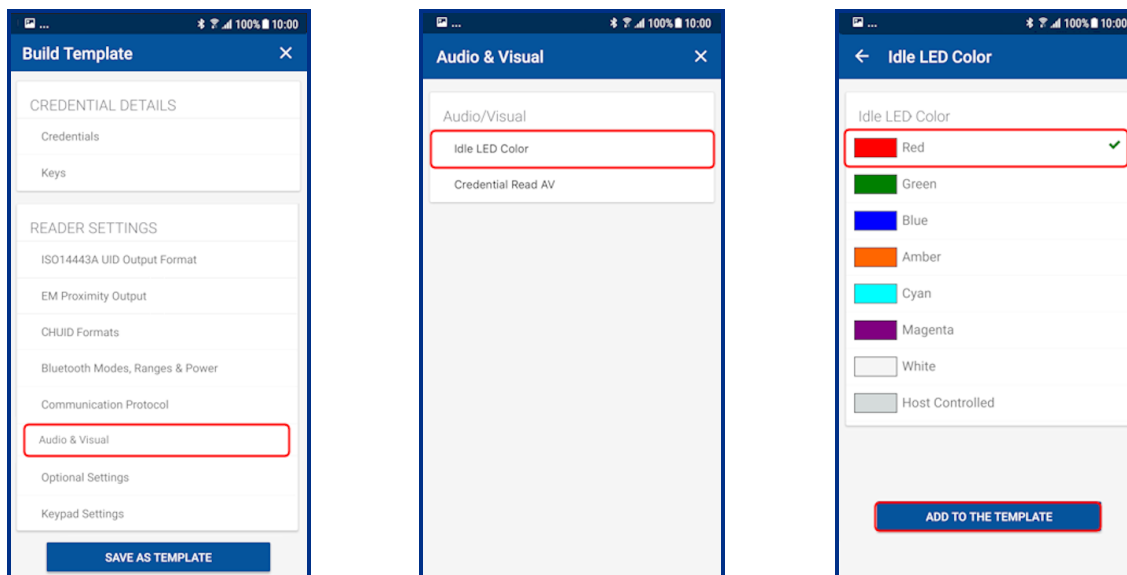 ... 100% 10:00
Build Template ✕
CREDENTIAL DETAILS
Credentials
Keys
READER SETTINGS
ISO14443A UID Output Format
EM Proximity Output
CHUID Formats
Bluetooth Modes, Ranges & Power
Communication Protocol
Audio & Visual
Optional Settings
Keypad Settings
SAVE AS TEMPLATE
... 100% 10:00
Audio & Visual ✕
Audio/Visual
Idle LED Color
Credential Read AV
... 100% 10:00
← Idle LED Color
Idle LED Color
Red ✓
Green
Blue
Amber
Cyan
Magenta
White
Host Controlled
ADD TO THE TEMPLATE